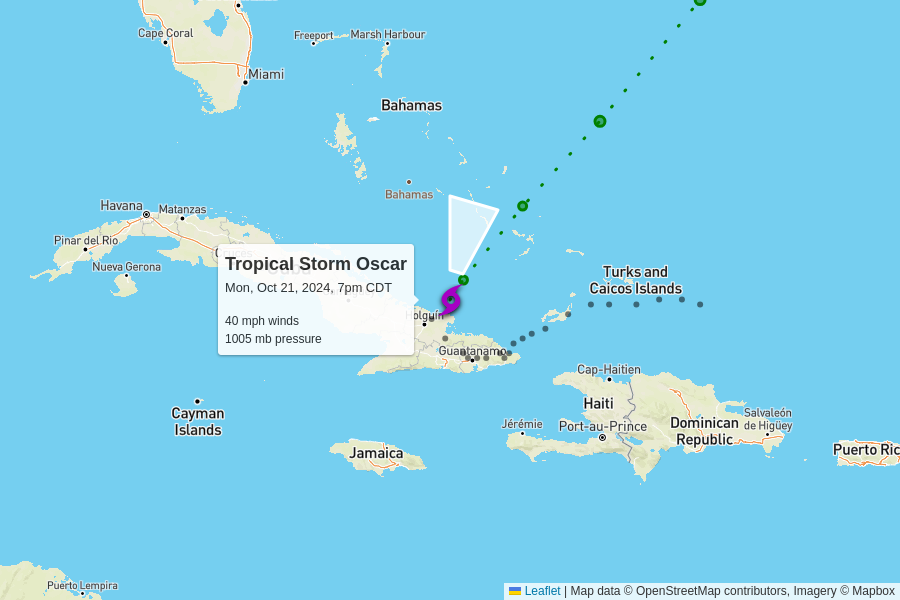 Cape Coral
Freeport
Marsh Harbour
Miami
Bahamas
Bahamas
Havana
Matanzas
Pinar del Río
Nueva Gerona
Tropical Storm Oscar
Mon, Oct 21, 2024, 7pm CDT
40 mph winds
1005 mb pressure
Turks and
Caicos Islands
Holguín
Guantanamo
Cap-Haitien
Cayman
Islands
Haiti
Jérémie
Port-au-Prince
Dominican
Republic
Salvaleón
de Higüey
Jamaica
Puerto Ric
Puerto Lempira
Leaflet | Map data © OpenStreetMap contributors, Imagery © Mapbox